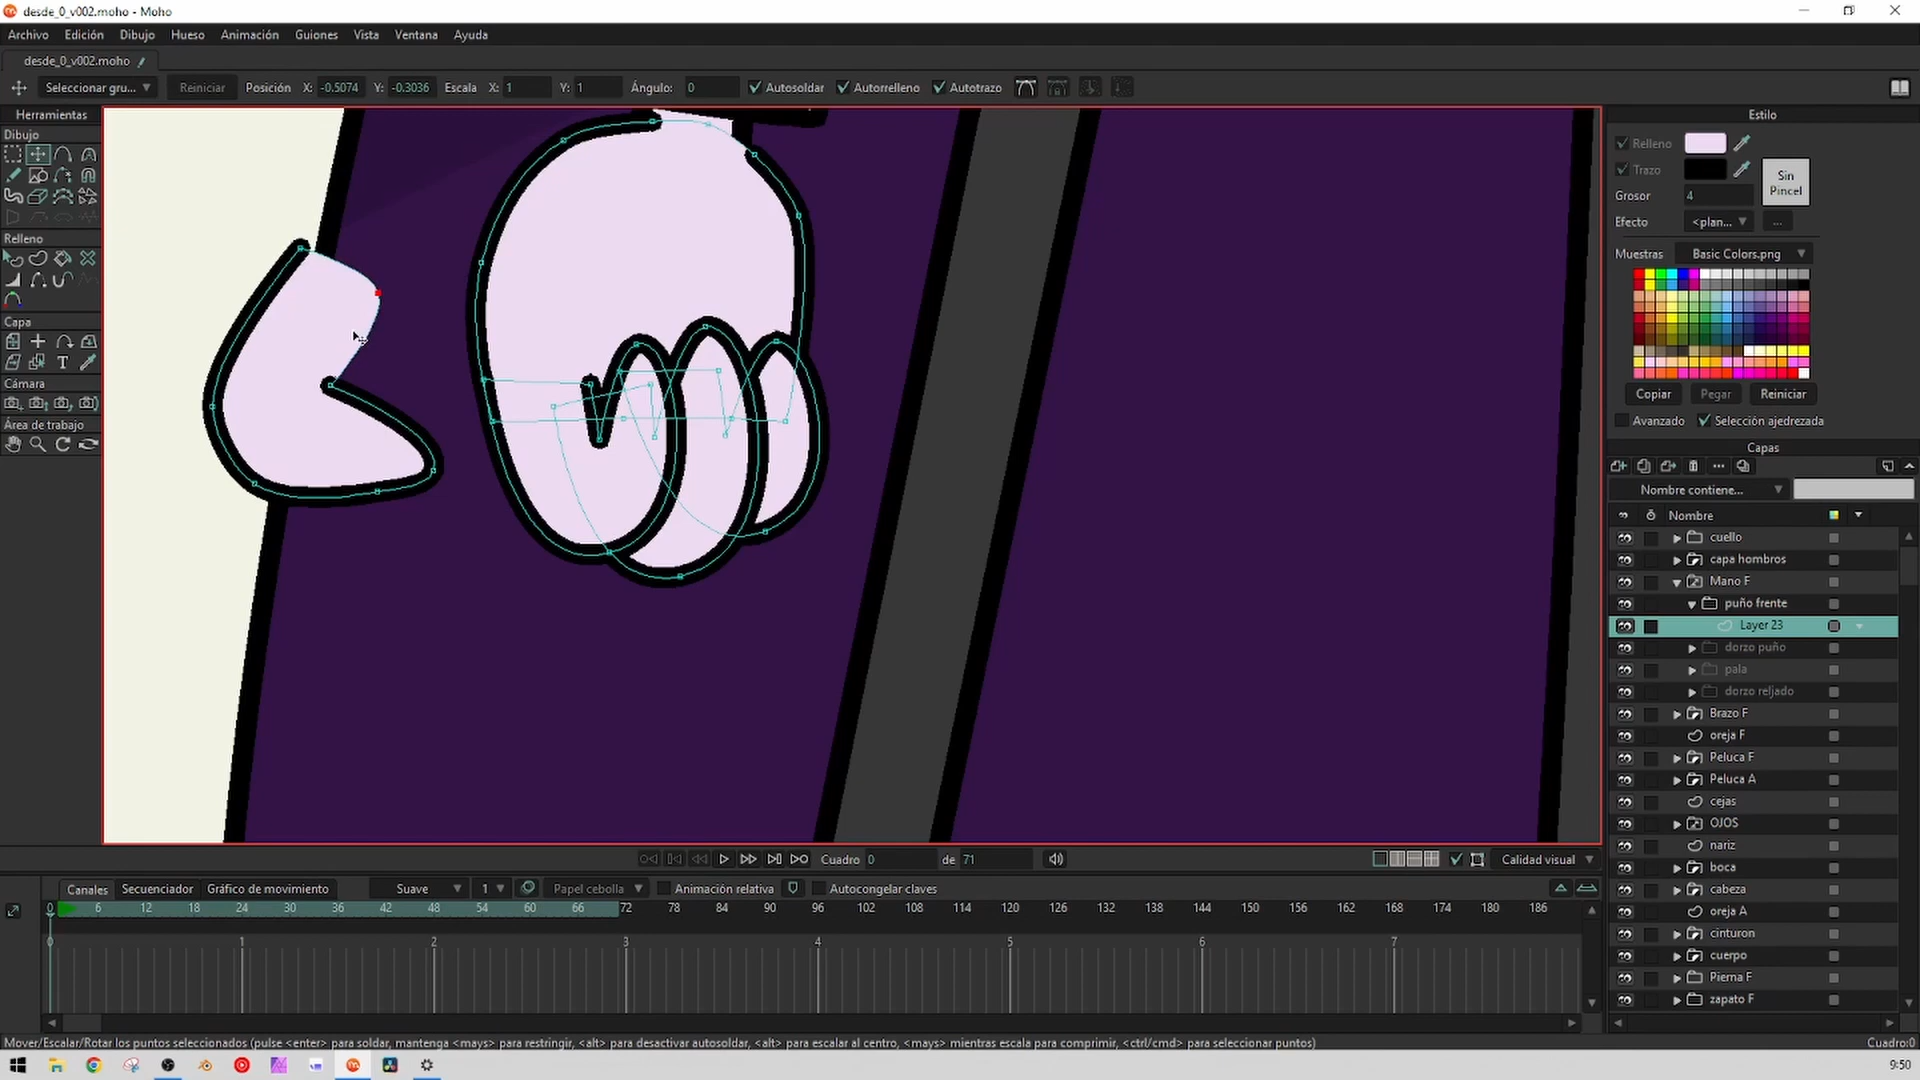 desde_0_v002.moho - Moho
Archivo Edición Dibujo Hueso Animación Guiones Vista Ventana Ayuda
desde_0_v002.moho
Seleccionar gru... Reiniciar Posición X: -0.5074 Y: -0.3036 Escala X: 1 Y: 1 Ángulo: 0 Autosoldar Autorrelleno Autotrazo
Herramientas
Dibujo
Relleno
Capa
Cámara
Área de trabajo
Estilo
Relleno
Trazo
Sin Pincel
Grosor 4
Efecto <plan... ...
Muestras Basic Colors.png
Copiar Pegar Reiniciar
Avanzado Selección ajedrezada
Capas
Nombre contiene...
Nombre
cuello
capa hombros
Mano F
puño frente
Layer 23
dorzo puño
pala
dorzo reljado
Brazo F
oreja F
Peluca F
Peluca A
cejas
OJOS
nariz
boca
cabeza
oreja A
cinturon
cuerpo
Pierna F
zapato F
Cuadro 0 de 71 Calidad visual
Canales Secuenciador Gráfico de movimiento Suave 1 Papel cebolla Animación relativa Autocongelar claves
0 6 12 18 24 30 36 42 48 54 60 66 72 78 84 90 96 102 108 114 120 126 132 138 144 150 156 162 168 174 180 186
0 1 2 3 4 5 6 7
Mover/Escalar/Rotar los puntos seleccionados (pulse <enter> para soldar, mantenga <mays> para restringir, <alt> para desactivar autosoldar, <alt> para escalar al centro, <mays> mientras escala para comprimir, <ctrl/cmd> para seleccionar puntos)
Cuadro:0
9:50